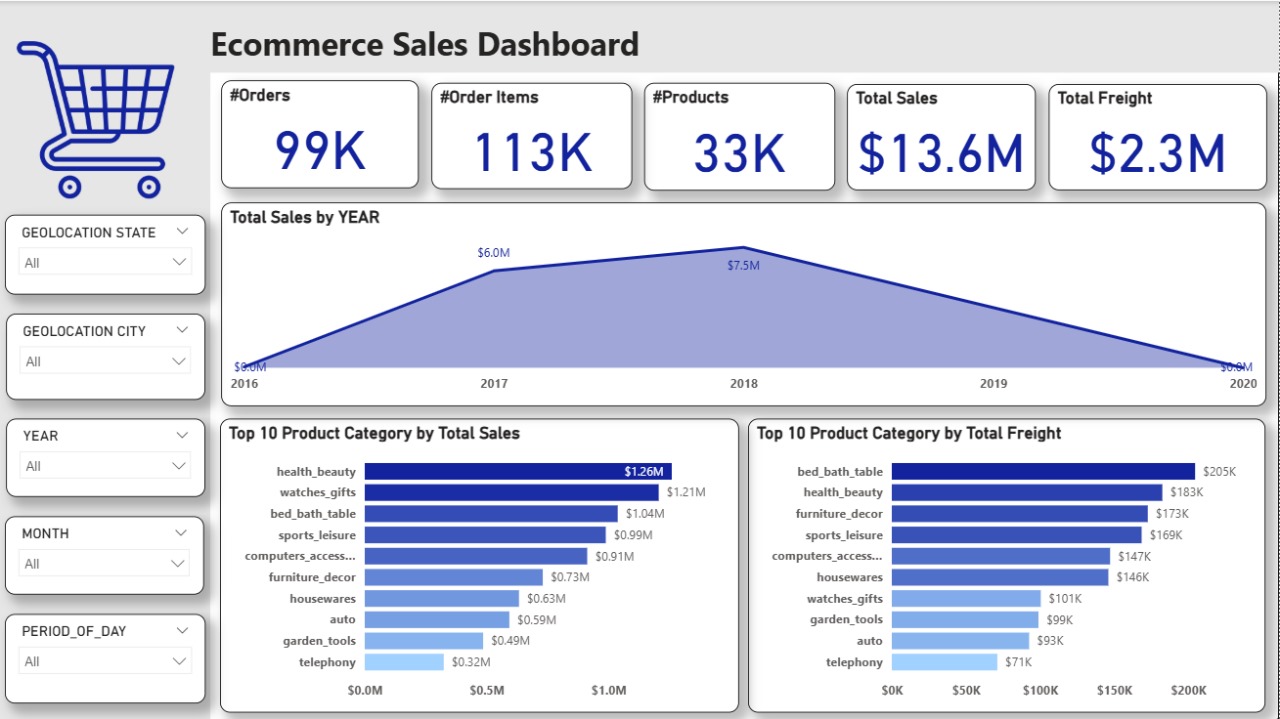 Ecommerce Sales Dashboard
#Orders
99K
#Order Items
113K
#Products
33K
Total Sales
$13.6M
Total Freight
$2.3M
GEOLOCATION STATE
All
GEOLOCATION CITY
All
YEAR
All
MONTH
All
PERIOD_OF_DAY
All
Total Sales by YEAR
$0.0M
$6.0M
$7.5M
$0.0M
2016 2017 2018 2019 2020
Top 10 Product Category by Total Sales
health_beauty $1.26M
watches_gifts $1.21M
bed_bath_table $1.04M
sports_leisure $0.99M
computers_access... $0.91M
furniture_decor $0.73M
housewares $0.63M
auto $0.59M
garden_tools $0.49M
telephony $0.32M
$0.0M $0.5M $1.0M
Top 10 Product Category by Total Freight
bed_bath_table $205K
health_beauty $183K
furniture_decor $173K
sports_leisure $169K
computers_access... $147K
housewares $146K
watches_gifts $101K
garden_tools $99K
auto $93K
telephony $71K
$0K $50K $100K $150K $200K